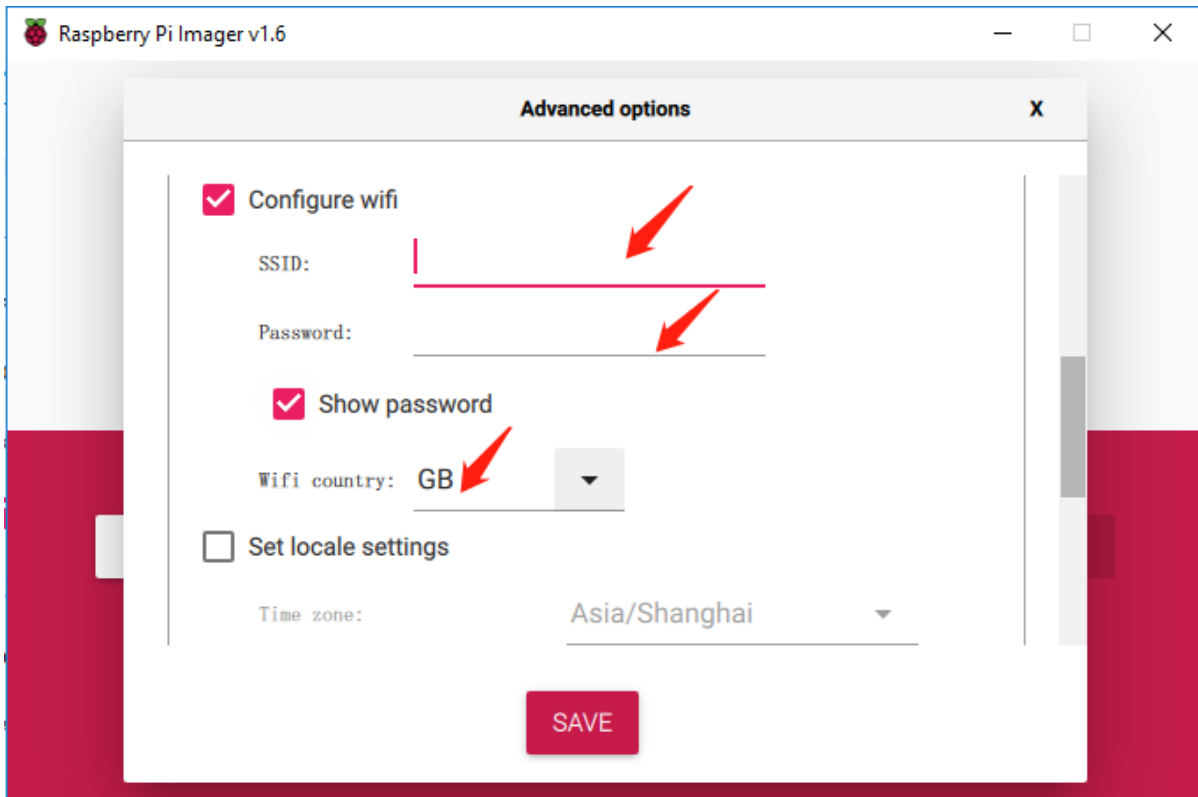 Raspberry Pi Imager v1.6
Advanced options
X
Configure wifi
SSID:
Password:
Show password
Wifi country: GB
Set locale settings
Time zone: Asia/Shanghai
SAVE